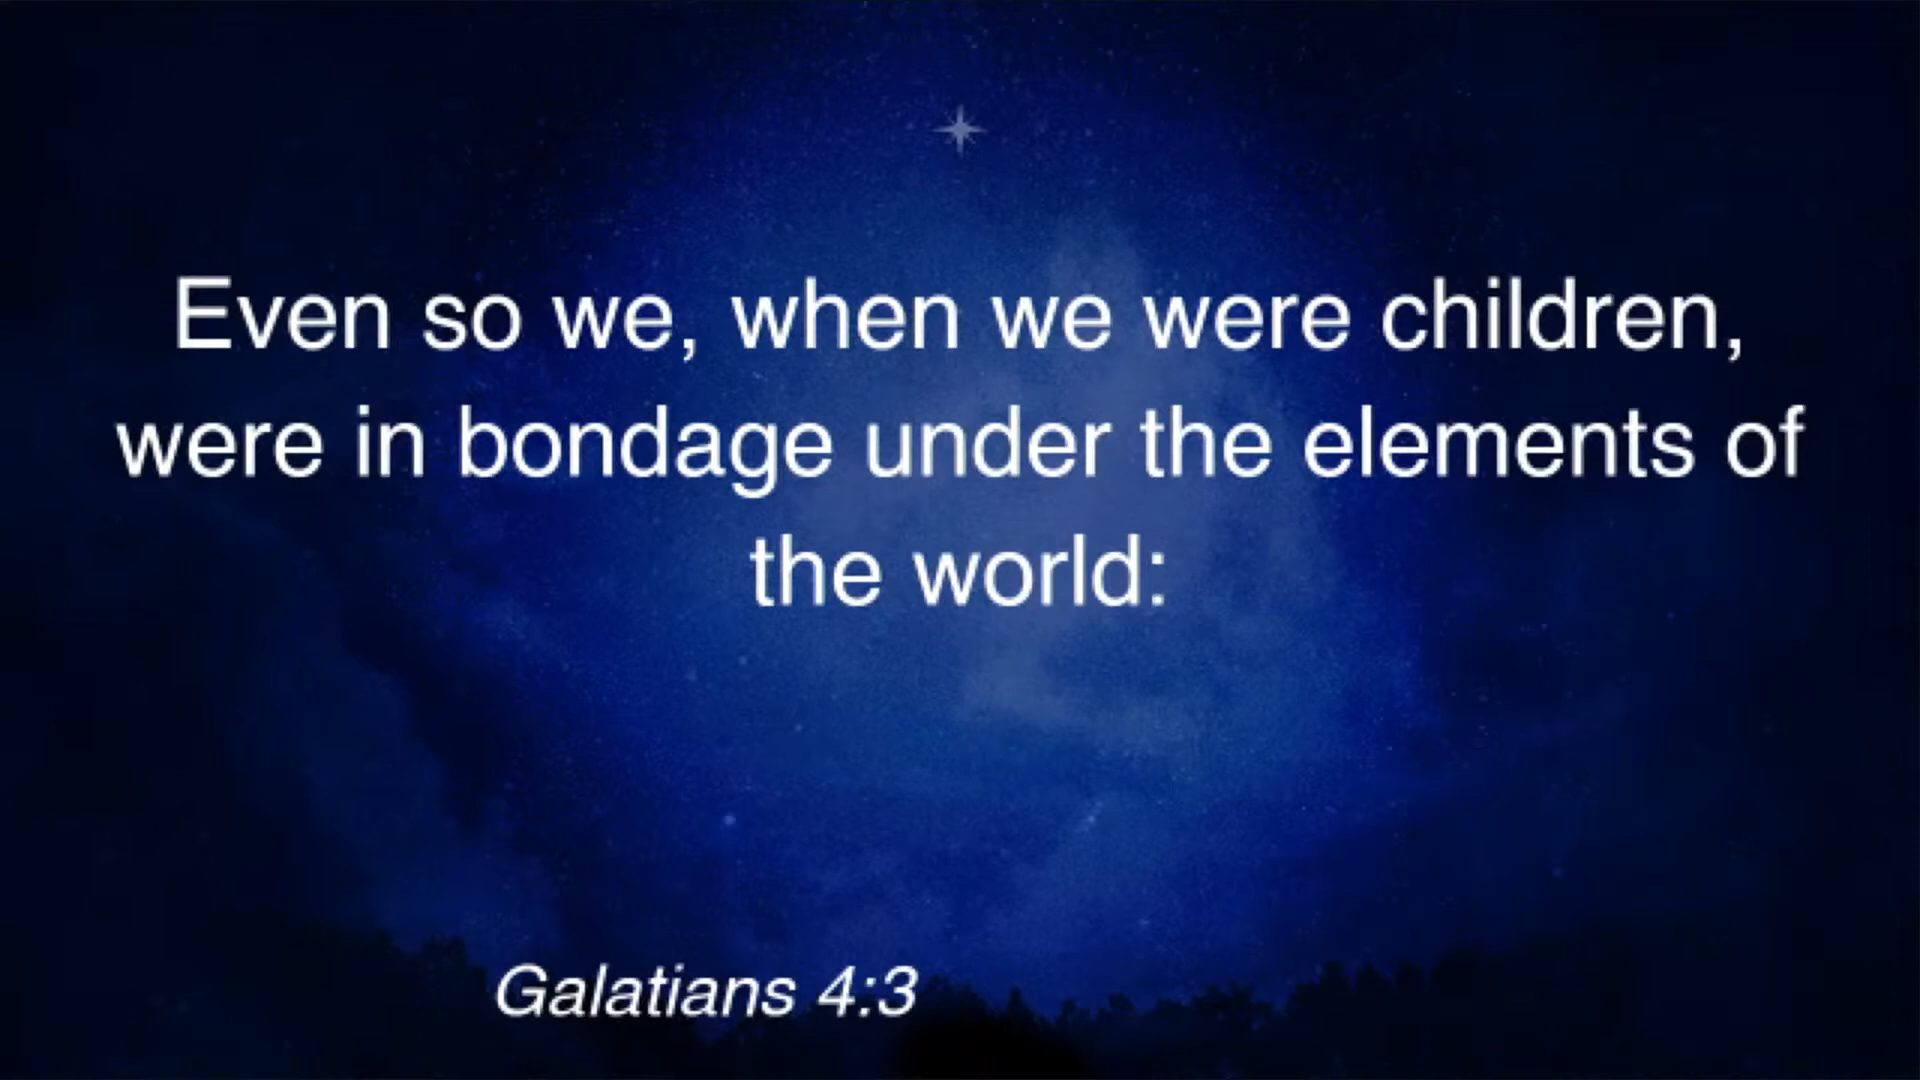 Even so we, when we were children,
were in bondage under the elements of
the world:
Galatians 4:3